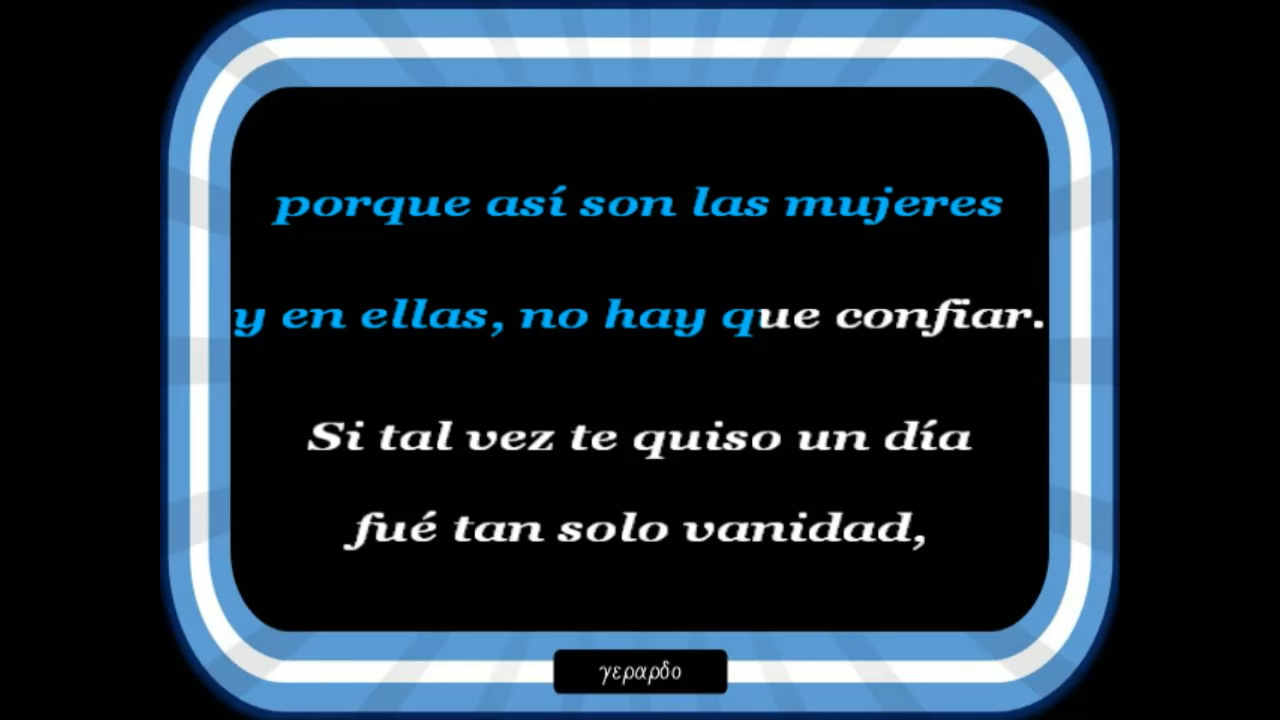 porque así son las mujeres
y en ellas, no hay que confiar.
Si tal vez te quiso un día
fué tan solo vanidad,
γεραρδο